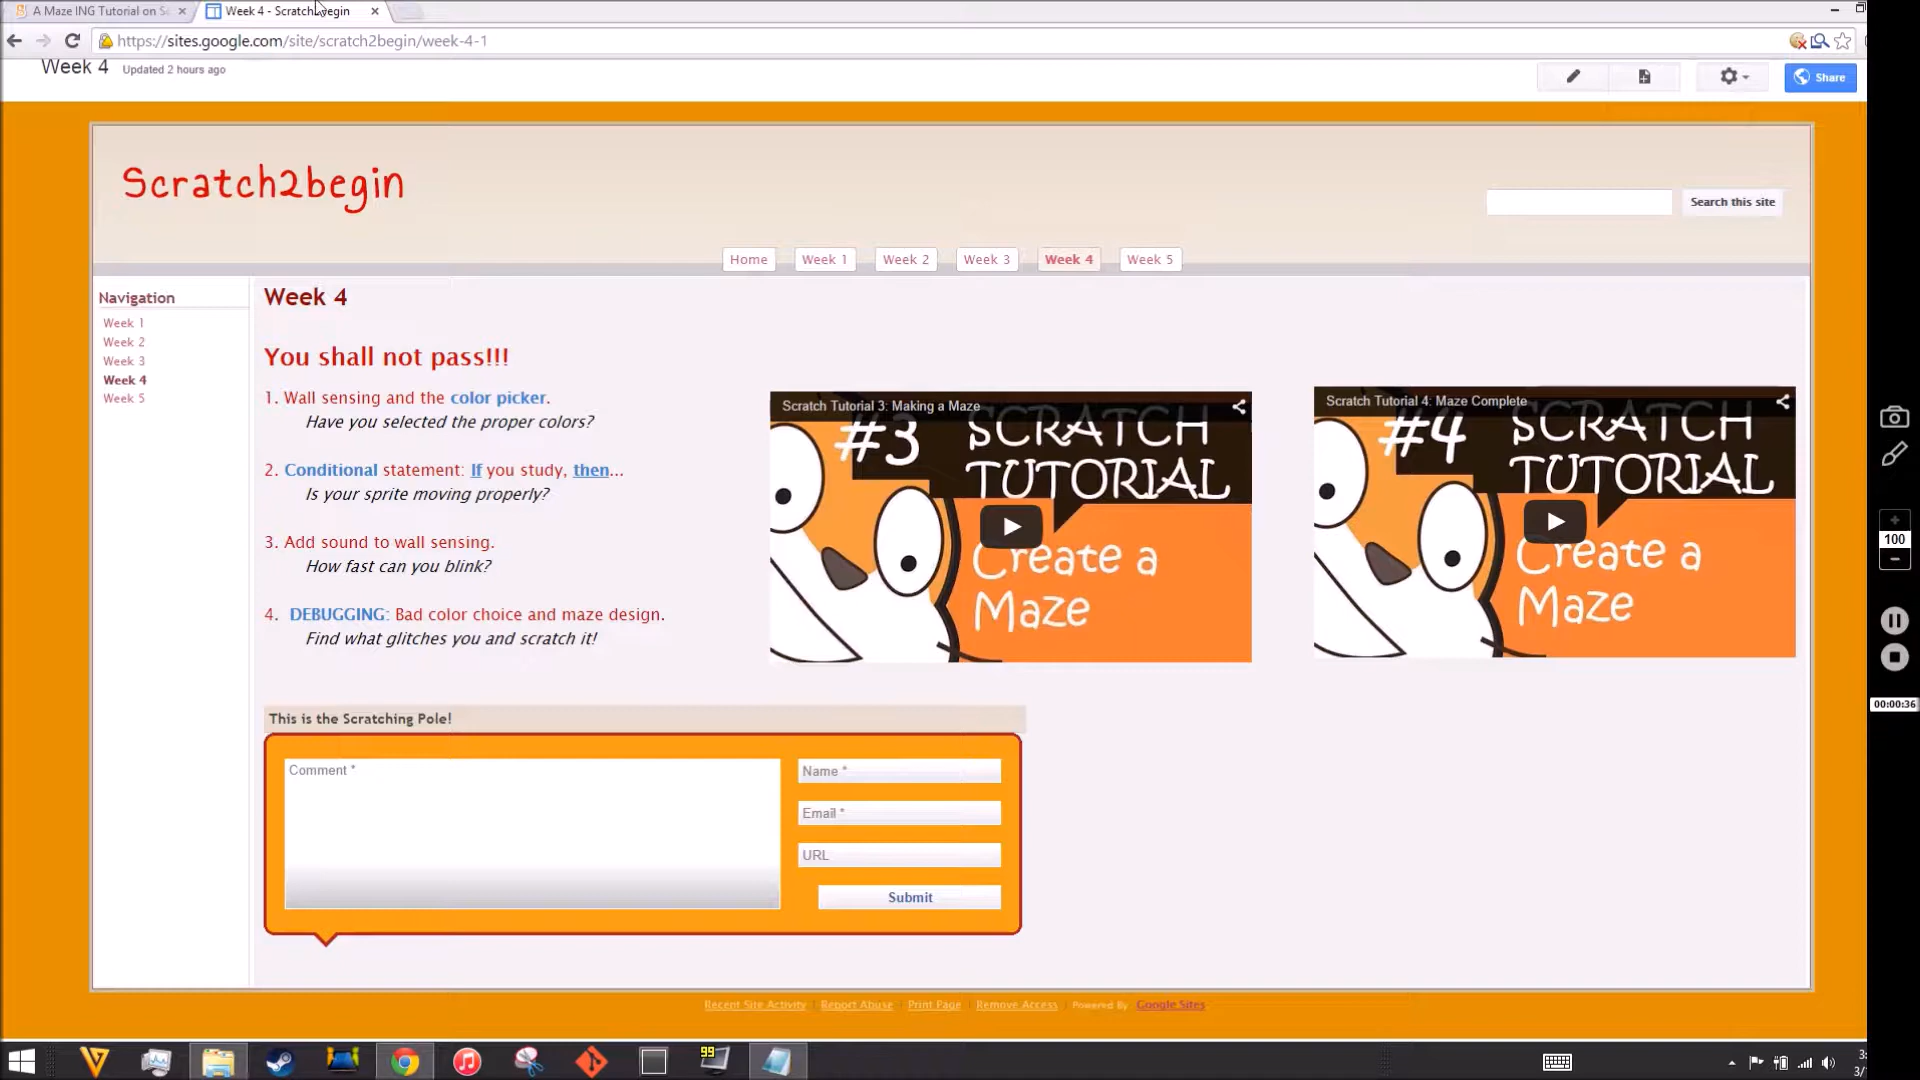 A Maze ING Tutorial on S
Week 4 - Scratch2begin
https://sites.google.com/site/scratch2begin/week-4-1
Week 4 Updated 2 hours ago
Share
Scratch2begin
Search this site
Home Week 1 Week 2 Week 3 Week 4 Week 5
Navigation
Week 1
Week 2
Week 3
Week 4
Week 5
Week 4
You shall not pass!!!
1. Wall sensing and the color picker.
Have you selected the proper colors?
2. Conditional statement: If you study, then...
Is your sprite moving properly?
3. Add sound to wall sensing.
How fast can you blink?
4. DEBUGGING: Bad color choice and maze design.
Find what glitches you and scratch it!
Scratch Tutorial 3: Making a Maze
#3 SCRATCH
TUTORIAL
Create a
Maze
Scratch Tutorial 4: Maze Complete
#4 SCRATCH
TUTORIAL
Create a
Maze
This is the Scratching Pole!
Comment *
Name *
Email *
URL
Submit
Recent Site Activity | Report Abuse | Print Page | Remove Access | Powered By Google Sites
100
00:00:36
99
3:
3/